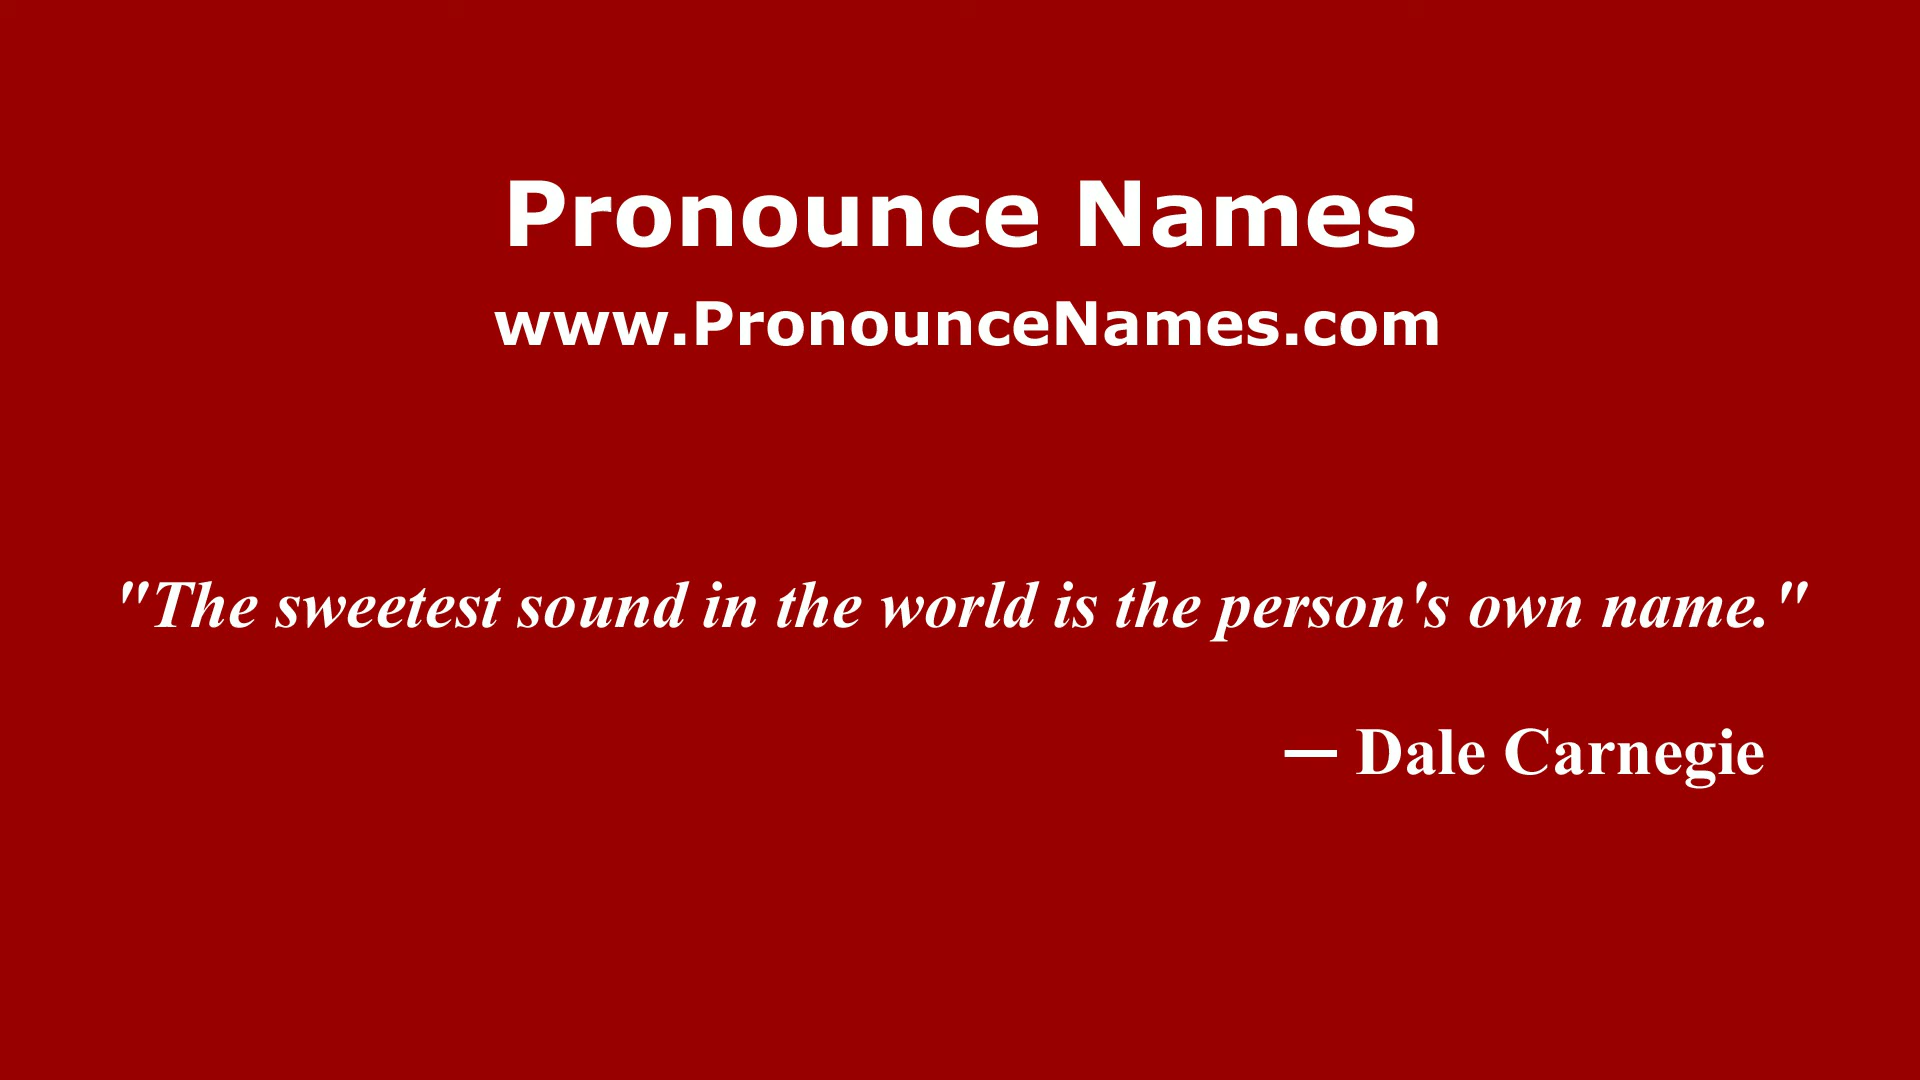 Pronounce Names
www.PronounceNames.com
"The sweetest sound in the world is the person's own name."
— Dale Carnegie